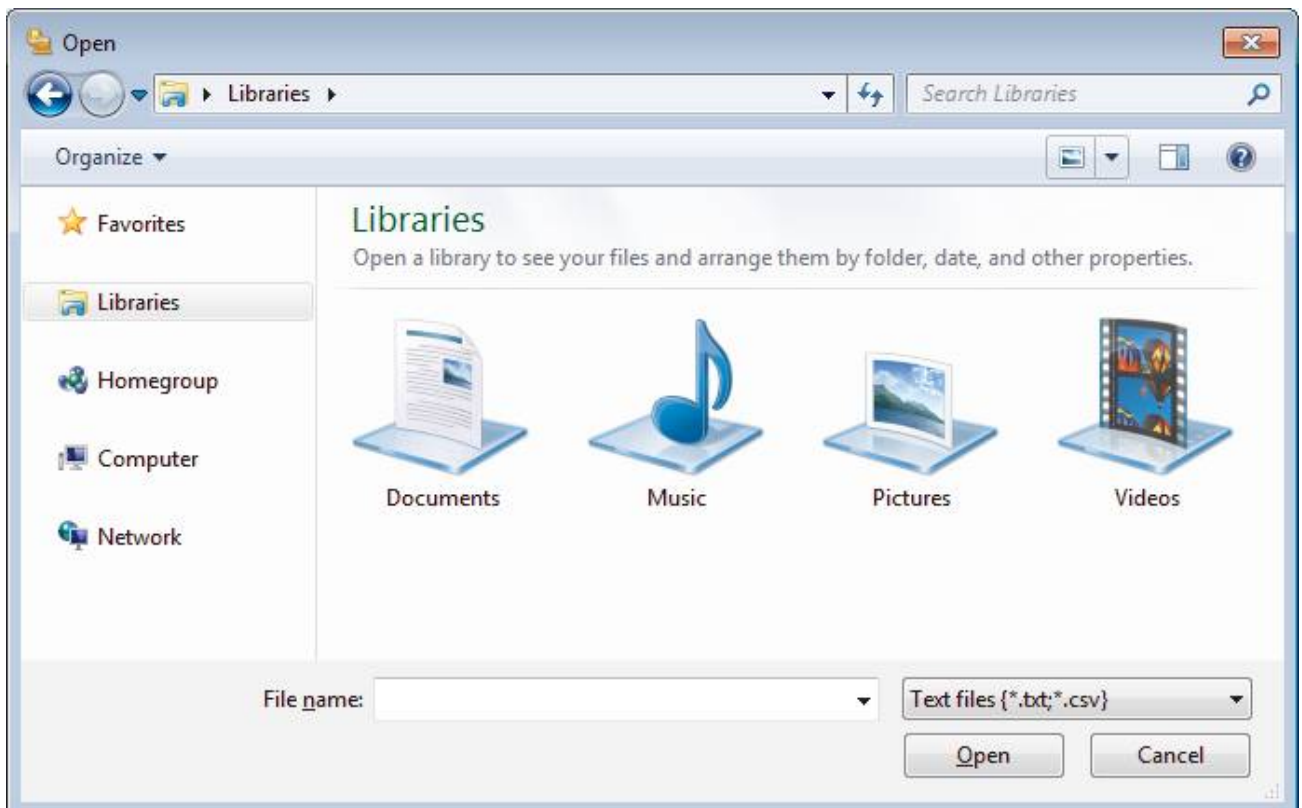 Open
Libraries
Search Libraries
Organize
Favorites
Libraries
Homegroup
Computer
Network
Libraries
Open a library to see your files and arrange them by folder, date, and other properties.
Documents Music Pictures Videos
File name:
Text files {*.txt;*.csv}
Open Cancel